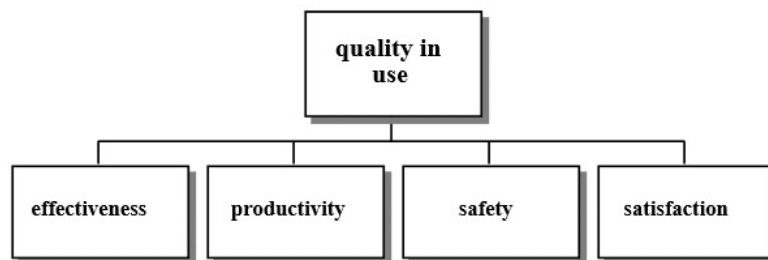 quality in
use
effectiveness
productivity
safety
satisfaction